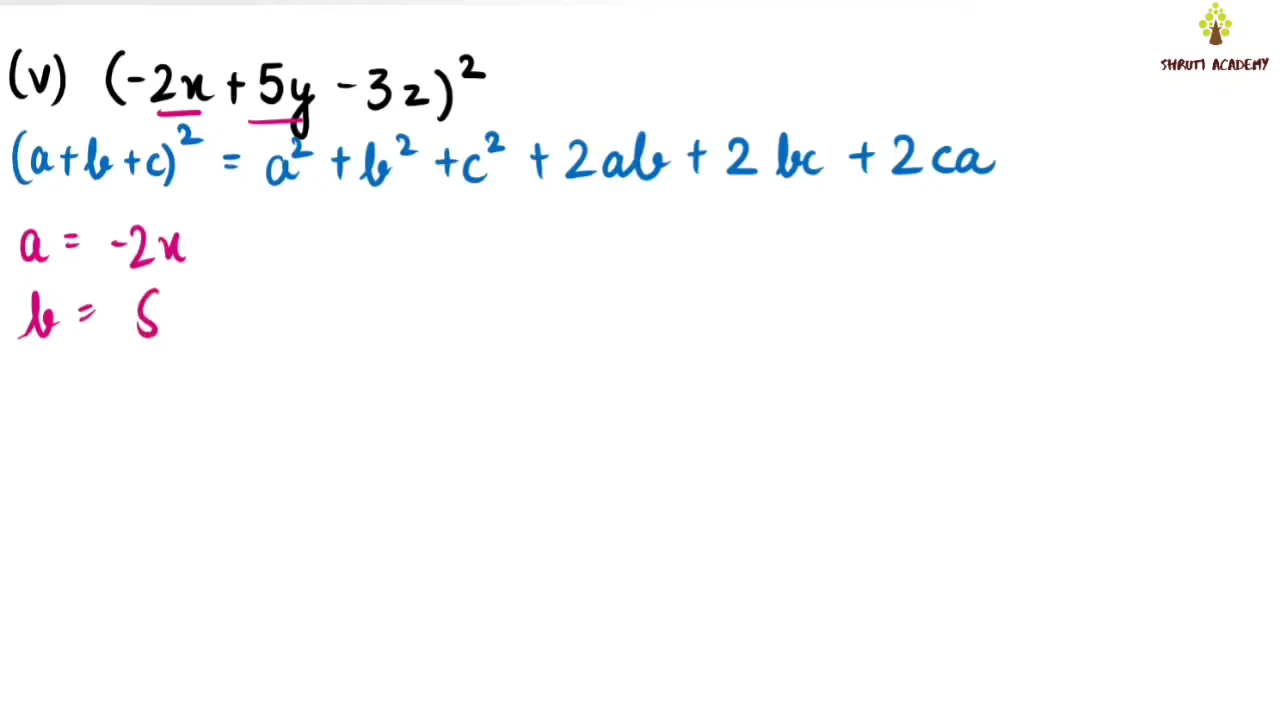 SHRUTI ACADEMY
(v) (-2x + 5y - 3z)²
(a+b+c)² = a² + b² + c² + 2ab + 2bc + 2ca
a = -2x
b = 5